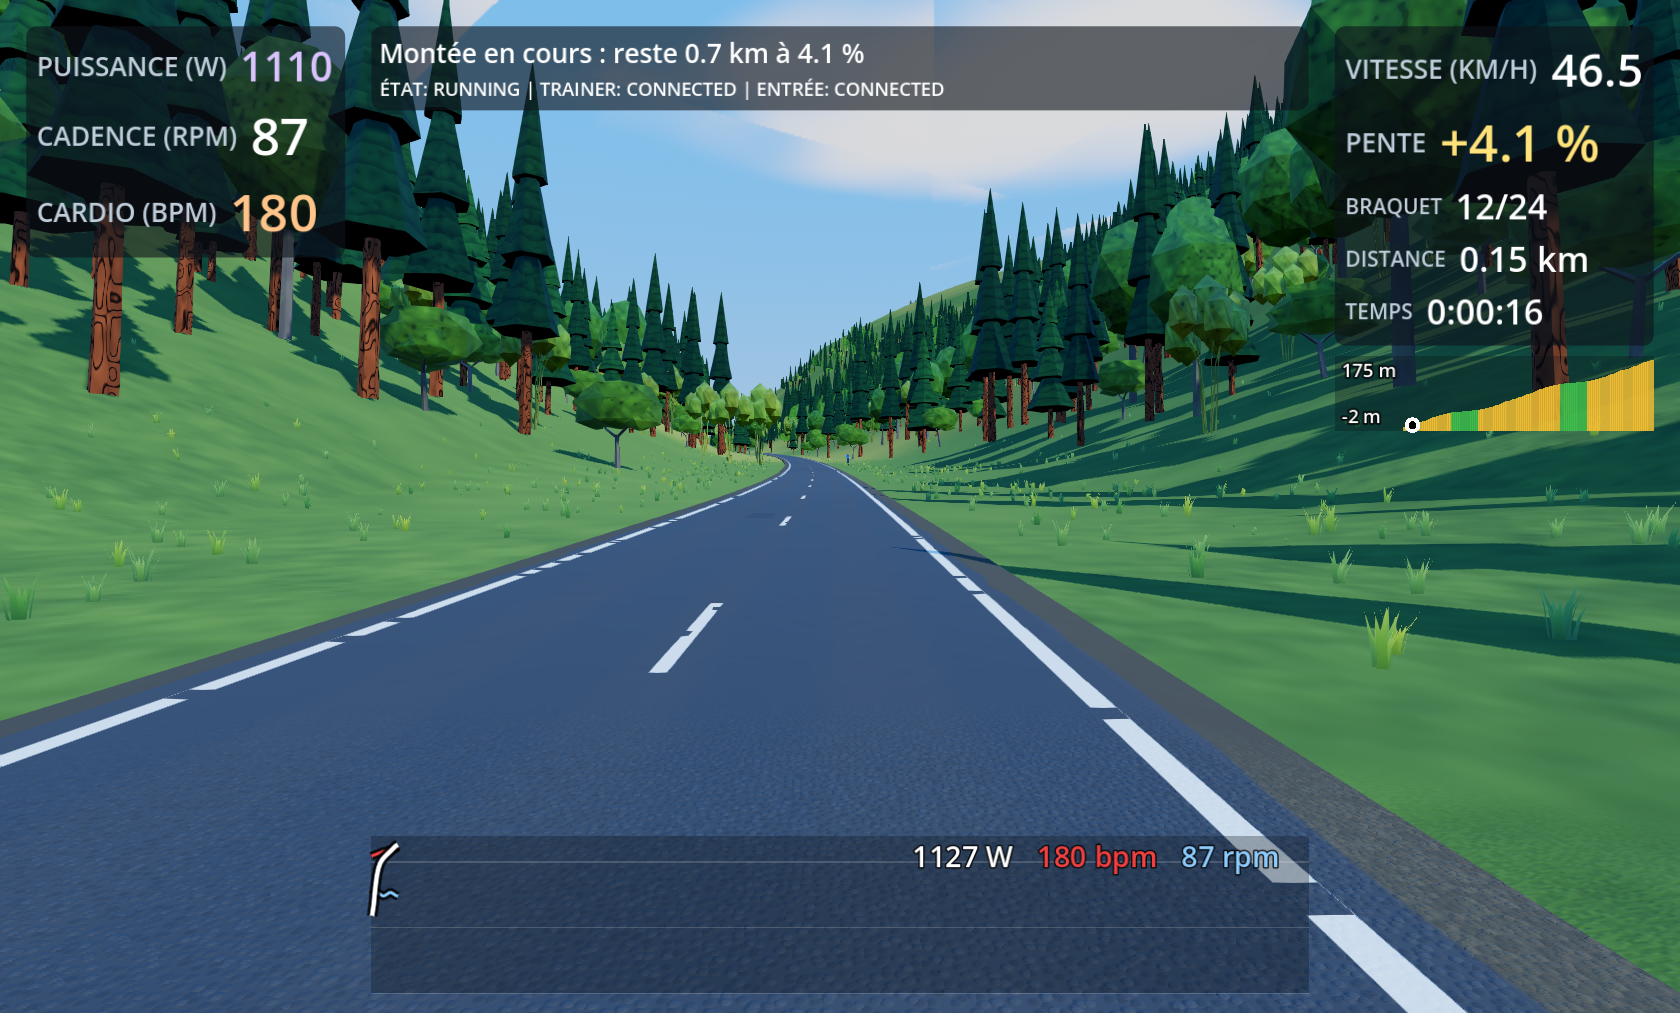 PUISSANCE (W) 1110
CADENCE (RPM) 87
CARDIO (BPM) 180
Montée en cours : reste 0.7 km à 4.1 %
ÉTAT: RUNNING | TRAINER: CONNECTED | ENTRÉE: CONNECTED
VITESSE (KM/H) 46.5
PENTE +4.1 %
BRAQUET 12/24
DISTANCE 0.15 km
TEMPS 0:00:16
175 m
-2 m
1127 W 180 bpm 87 rpm